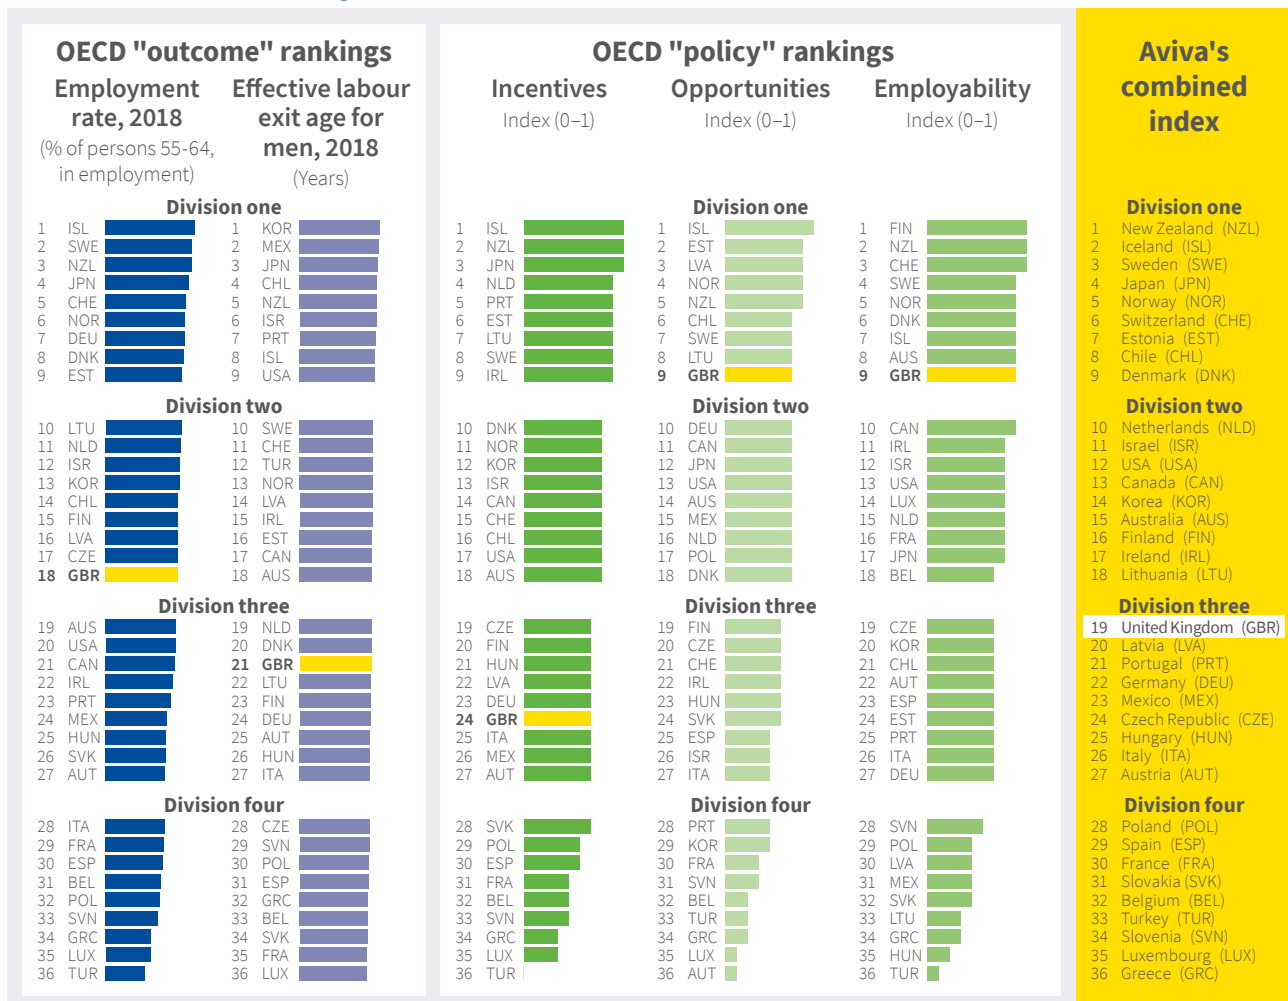 OECD "outcome" rankings
Employment rate, 2018
(% of persons 55-64, in employment)
Division one
1 ISL
2 SWE
3 NZL
4 JPN
5 CHE
6 NOR
7 DEU
8 DNK
9 EST
Division two
10 LTU
11 NLD
12 ISR
13 KOR
14 CHL
15 FIN
16 LVA
17 CZE
18 GBR
Division three
19 AUS
20 USA
21 CAN
22 IRL
23 PRT
24 MEX
25 HUN
26 SVK
27 AUT
Division four
28 ITA
29 FRA
30 ESP
31 BEL
32 POL
33 SVN
34 GRC
35 LUX
36 TUR
Effective labour exit age for men, 2018
(Years)
1 KOR
2 MEX
3 JPN
4 CHL
5 NZL
6 ISR
7 PRT
8 ISL
9 USA
10 SWE
11 CHE
12 TUR
13 NOR
14 LVA
15 IRL
16 EST
17 CAN
18 AUS
19 NLD
20 DNK
21 GBR
22 LTU
23 FIN
24 DEU
25 AUT
26 HUN
27 ITA
28 CZE
29 SVN
30 POL
31 ESP
32 GRC
33 BEL
34 SVK
35 FRA
36 LUX
OECD "policy" rankings
Incentives
Index (0–1)
1 ISL
2 NZL
3 JPN
4 NLD
5 PRT
6 EST
7 LTU
8 SWE
9 IRL
10 DNK
11 NOR
12 KOR
13 ISR
14 CAN
15 CHE
16 CHL
17 USA
18 AUS
19 CZE
20 FIN
21 HUN
22 LVA
23 DEU
24 GBR
25 ITA
26 MEX
27 AUT
28 SVK
29 POL
30 ESP
31 FRA
32 BEL
33 SVN
34 GRC
35 LUX
36 TUR
Opportunities
Index (0–1)
Division one
1 ISL
2 EST
3 LVA
4 NOR
5 NZL
6 CHL
7 SWE
8 LTU
9 GBR
Division two
10 DEU
11 CAN
12 JPN
13 USA
14 AUS
15 MEX
16 NLD
17 POL
18 DNK
Division three
19 FIN
20 CZE
21 CHE
22 IRL
23 HUN
24 SVK
25 ESP
26 ISR
27 ITA
Division four
28 PRT
29 KOR
30 FRA
31 SVN
32 BEL
33 TUR
34 GRC
35 LUX
36 AUT
Employability
Index (0–1)
1 FIN
2 NZL
3 CHE
4 SWE
5 NOR
6 DNK
7 ISL
8 AUS
9 GBR
10 CAN
11 IRL
12 ISR
13 USA
14 LUX
15 NLD
16 FRA
17 JPN
18 BEL
19 CZE
20 KOR
21 CHL
22 AUT
23 ESP
24 EST
25 PRT
26 ITA
27 DEU
28 SVN
29 POL
30 LVA
31 MEX
32 SVK
33 LTU
34 GRC
35 HUN
36 TUR
Aviva's
combined
index
Division one
1 New Zealand (NZL)
2 Iceland (ISL)
3 Sweden (SWE)
4 Japan (JPN)
5 Norway (NOR)
6 Switzerland (CHE)
7 Estonia (EST)
8 Chile (CHL)
9 Denmark (DNK)
Division two
10 Netherlands (NLD)
11 Israel (ISR)
12 USA (USA)
13 Canada (CAN)
14 Korea (KOR)
15 Australia (AUS)
16 Finland (FIN)
17 Ireland (IRL)
18 Lithuania (LTU)
Division three
19 United Kingdom (GBR)
20 Latvia (LVA)
21 Portugal (PRT)
22 Germany (DEU)
23 Mexico (MEX)
24 Czech Republic (CZE)
25 Hungary (HUN)
26 Italy (ITA)
27 Austria (AUT)
Division four
28 Poland (POL)
29 Spain (ESP)
30 France (FRA)
31 Slovakia (SVK)
32 Belgium (BEL)
33 Turkey (TUR)
34 Slovenia (SVN)
35 Luxembourg (LUX)
36 Greece (GRC)